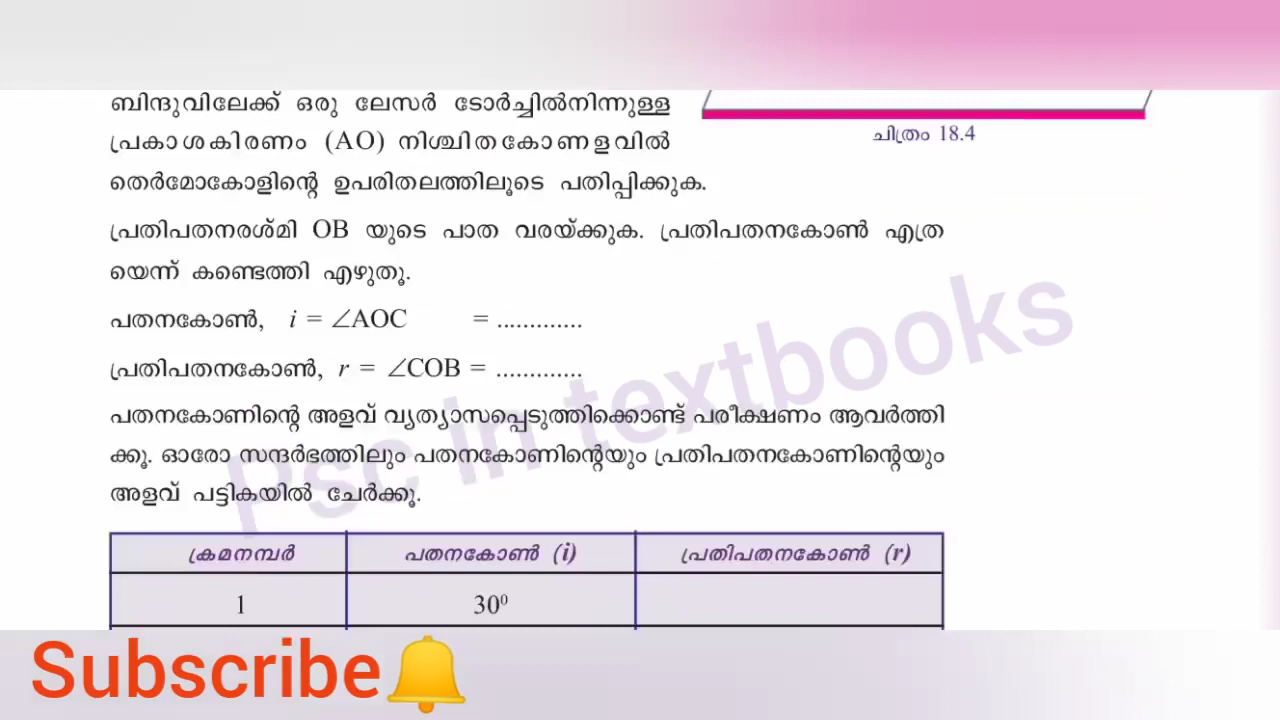 ബിന്ദുവിലേക്ക് ഒരു ലേസർ ടോർച്ചിൽനിന്നുള്ള
ചിത്രം 18.4
പ്രകാശകിരണം (AO) നിശ്ചിതകോണളവിൽ
തെർമോകോളിന്റെ ഉപരിതലത്തിലൂടെ പതിപ്പിക്കുക.
പ്രതിപതനരശ്മി OB യുടെ പാത വരയ്ക്കുക. പ്രതിപതനകോൺ എത്ര
യെന്ന് കണ്ടെത്തി എഴുതൂ.
പതനകോൺ, i = ∠AOC = .............
പ്രതിപതനകോൺ, r = ∠COB = .............
പതനകോണിന്റെ അളവ് വ്യത്യാസപ്പെടുത്തിക്കൊണ്ട് പരീക്ഷണം ആവർത്തി
ക്കൂ. ഓരോ സന്ദർഭത്തിലും പതനകോണിന്റെയും പ്രതിപതനകോണിന്റെയും
അളവ് പട്ടികയിൽ ചേർക്കൂ.
Psc in textbooks
ക്രമനമ്പർ പതനകോൺ (i) പ്രതിപതനകോൺ (r)
1 30⁰
Subscribe